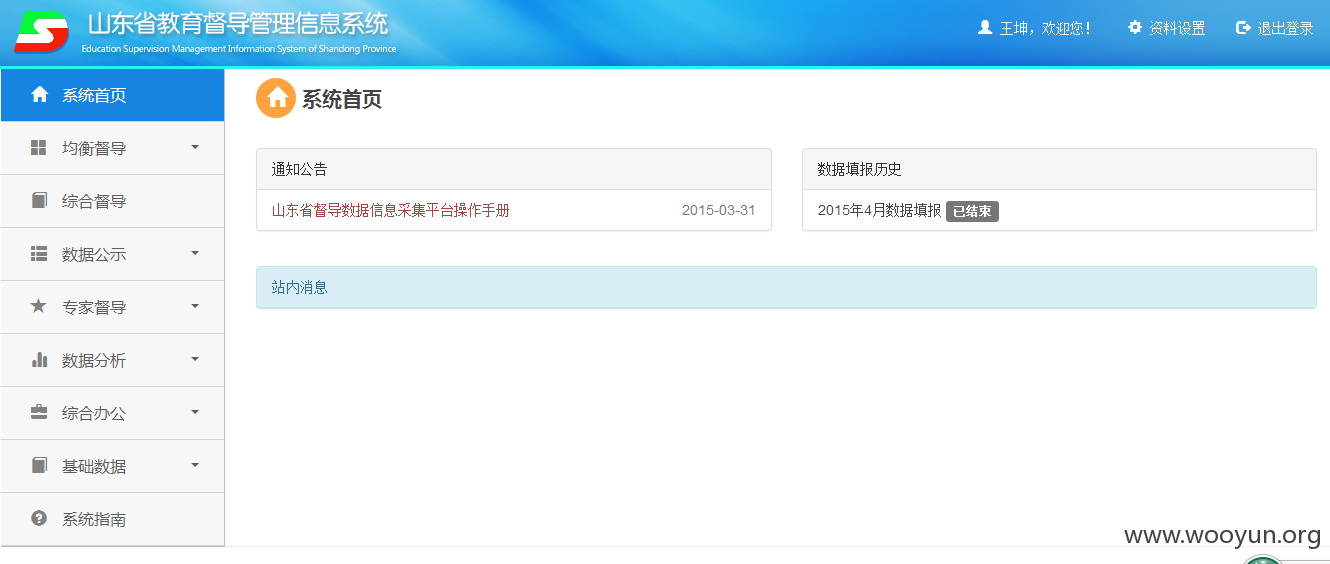 山东省教育督导管理信息系统
Education Supervision Management Information System of Shandong Province
王坤，欢迎您！
资料设置
退出登录
系统首页
均衡督导
综合督导
数据公示
专家督导
数据分析
综合办公
基础数据
系统指南
系统首页
通知公告
山东省督导数据信息采集平台操作手册 2015-03-31
数据填报历史
2015年4月数据填报 已结束
站内消息
www.wooyun.org